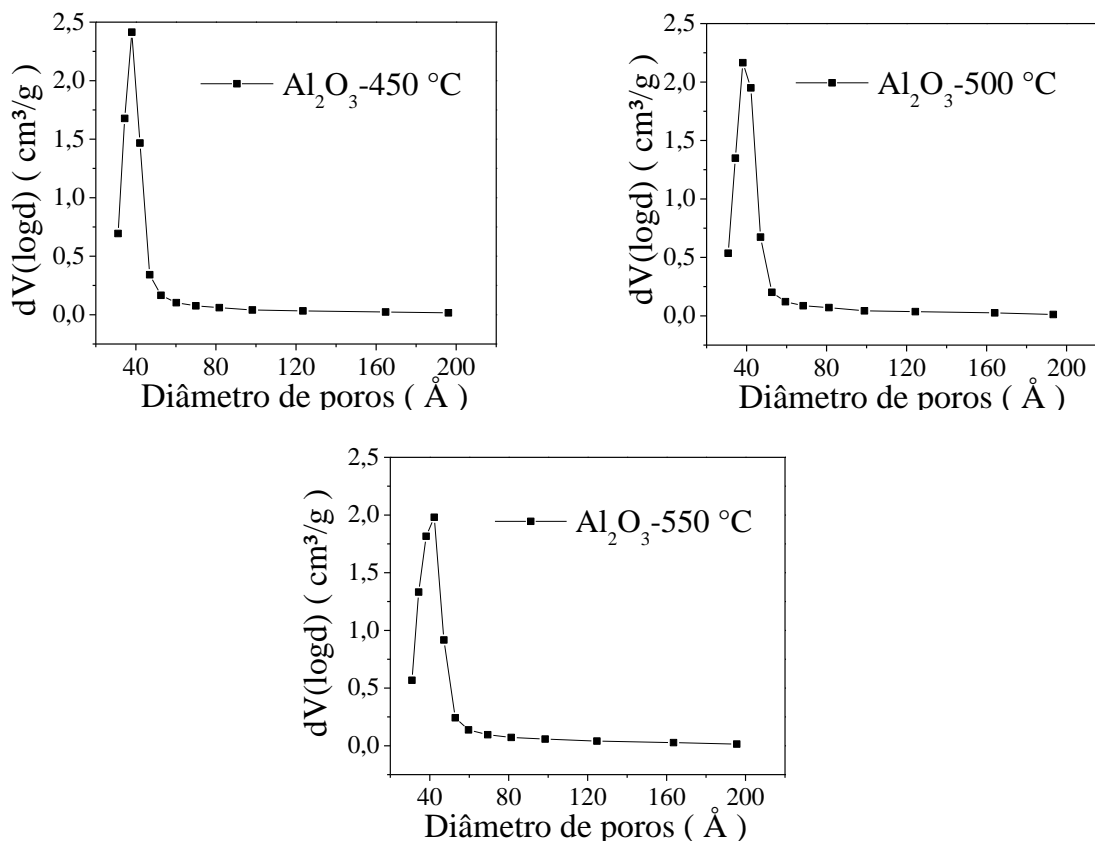 2,5
2,0
1,5
1,0
0,5
0,0
dV(logd) ( cm³/g )
Al₂O₃-450 °C
40 80 120 160 200
Diâmetro de poros ( Å )
2,5
2,0
1,5
1,0
0,5
0,0
dV(logd) ( cm³/g )
Al₂O₃-500 °C
40 80 120 160 200
Diâmetro de poros ( Å )
2,5
2,0
1,5
1,0
0,5
0,0
dV(logd) ( cm³/g )
Al₂O₃-550 °C
40 80 120 160 200
Diâmetro de poros ( Å )